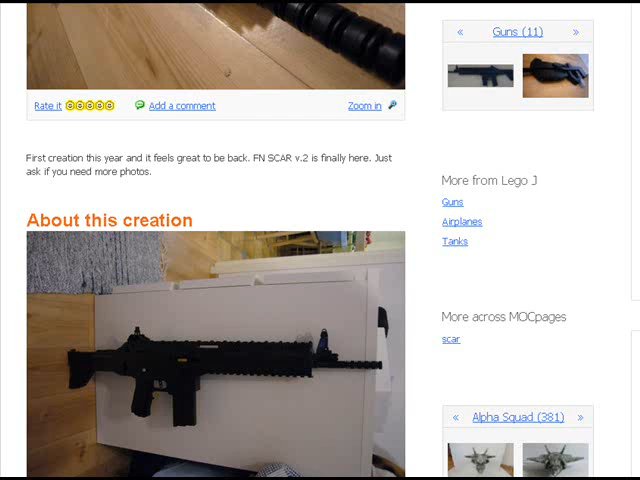 « Guns (11) »
Rate it Add a comment Zoom in
First creation this year and it feels great to be back. FN SCAR v.2 is finally here. Just
ask if you need more photos.
About this creation
More from Lego J
Guns
Airplanes
Tanks
More across MOCpages
scar
« Alpha Squad (381) »